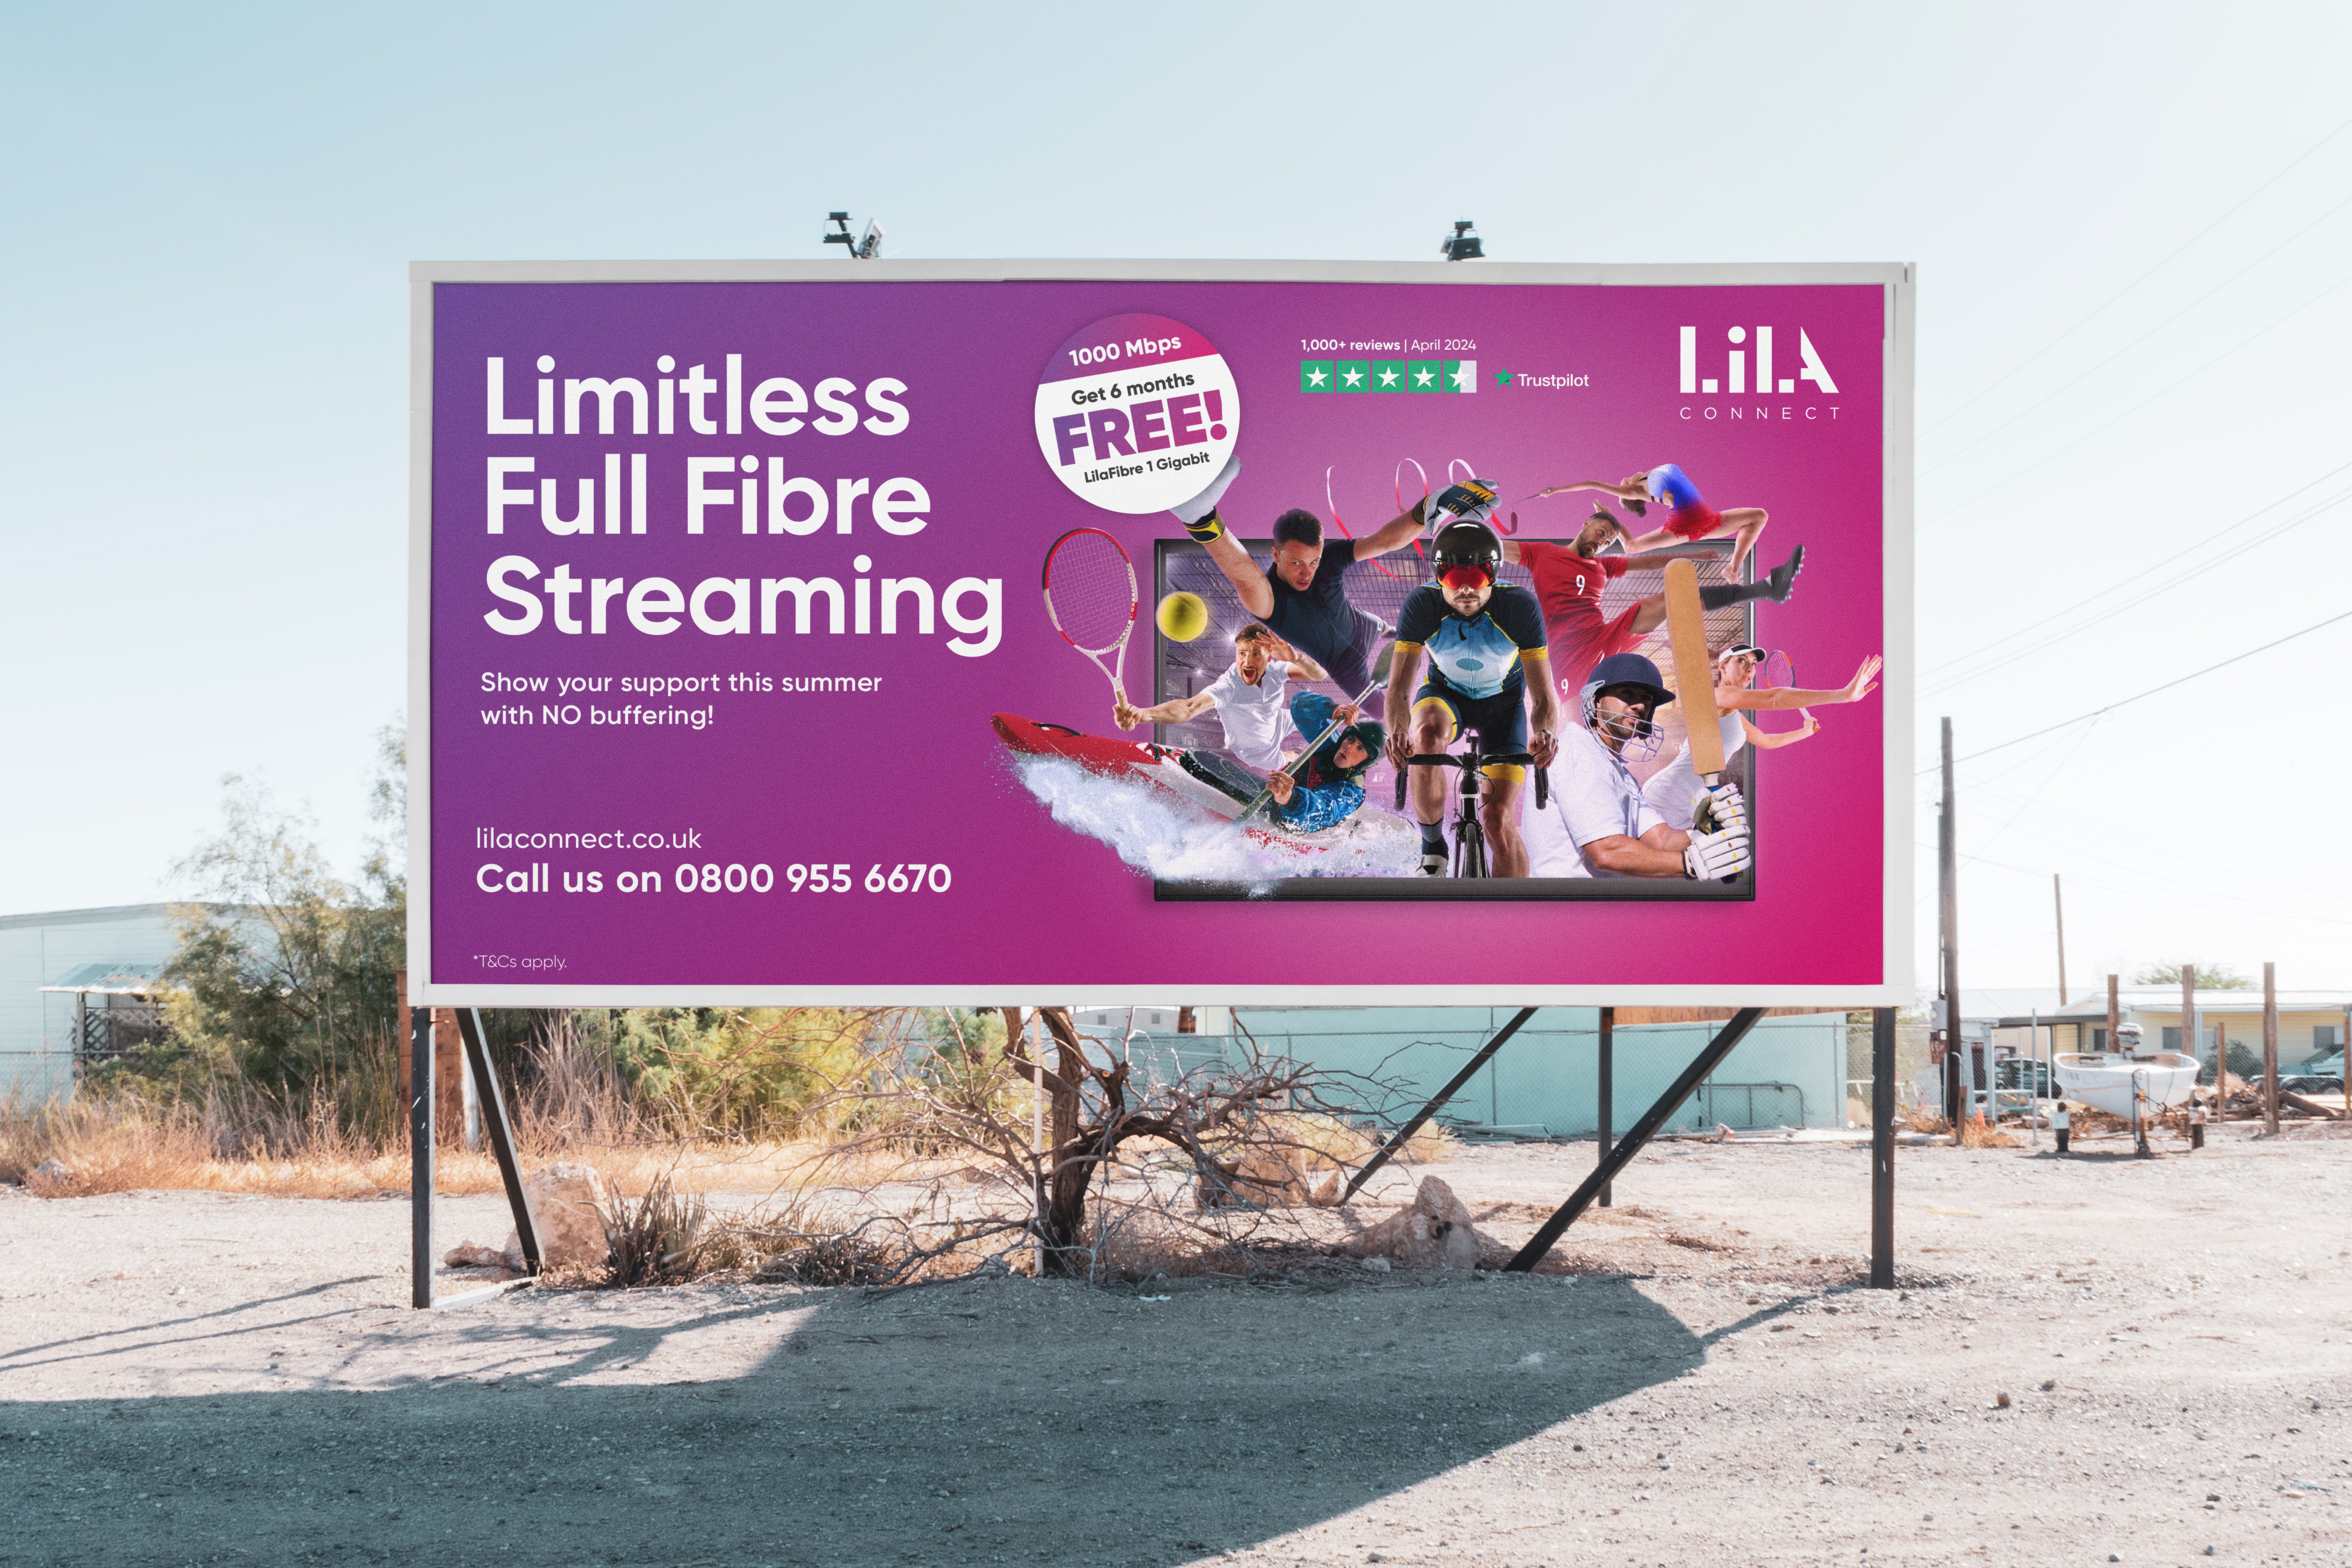 Limitless
Full Fibre
Streaming
Show your support this summer
with NO buffering!
lilaconnect.co.uk
Call us on 0800 955 6670
*T&Cs apply.
1000 Mbps
Get 6 months
FREE!
LilaFibre 1 Gigabit
1,000+ reviews | April 2024
Trustpilot
LiLA
CONNECT
9
9